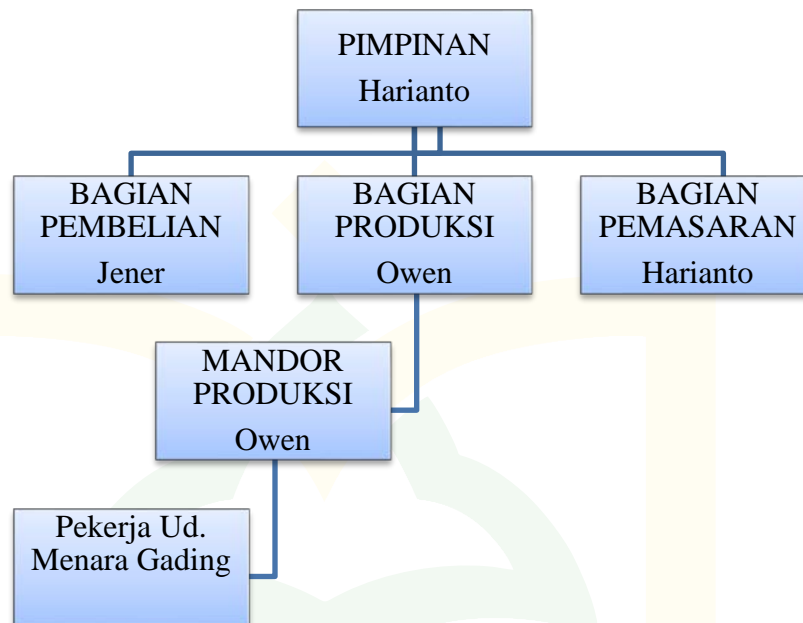 PIMPINAN
Harianto
BAGIAN
PEMBELIAN
Jener
BAGIAN
PRODUKSI
Owen
BAGIAN
PEMASARAN
Harianto
MANDOR
PRODUKSI
Owen
Pekerja Ud.
Menara Gading